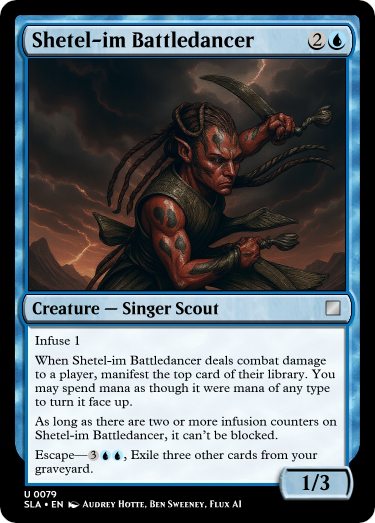 Shetel-im Battledancer 2
Creature — Singer Scout
Infuse 1
When Shetel-im Battledancer deals combat damage
to a player, manifest the top card of their library. You
may spend mana as though it were mana of any type
to turn it face up.
As long as there are two or more infusion counters on
Shetel-im Battledancer, it can't be blocked.
Escape—3, Exile three other cards from your
graveyard.
1/3
U 0079
SLA • EN Audrey Hotte, Ben Sweeney, Flux AI